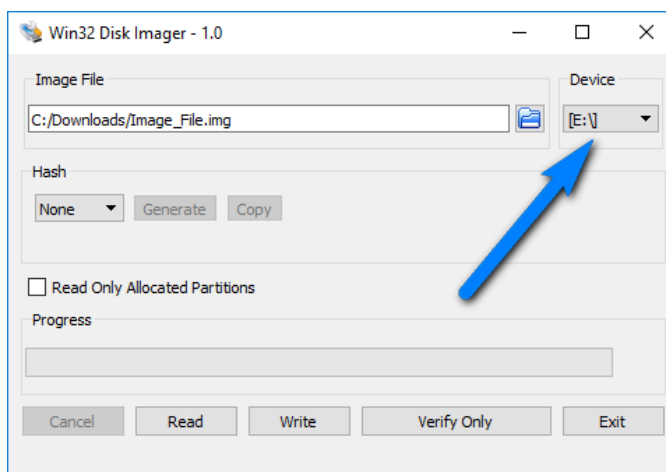 Win32 Disk Imager - 1.0
Image File
Device
C:/Downloads/Image_File.img
[E:\]
Hash
None
Generate
Copy
Read Only Allocated Partitions
Progress
Cancel
Read
Write
Verify Only
Exit